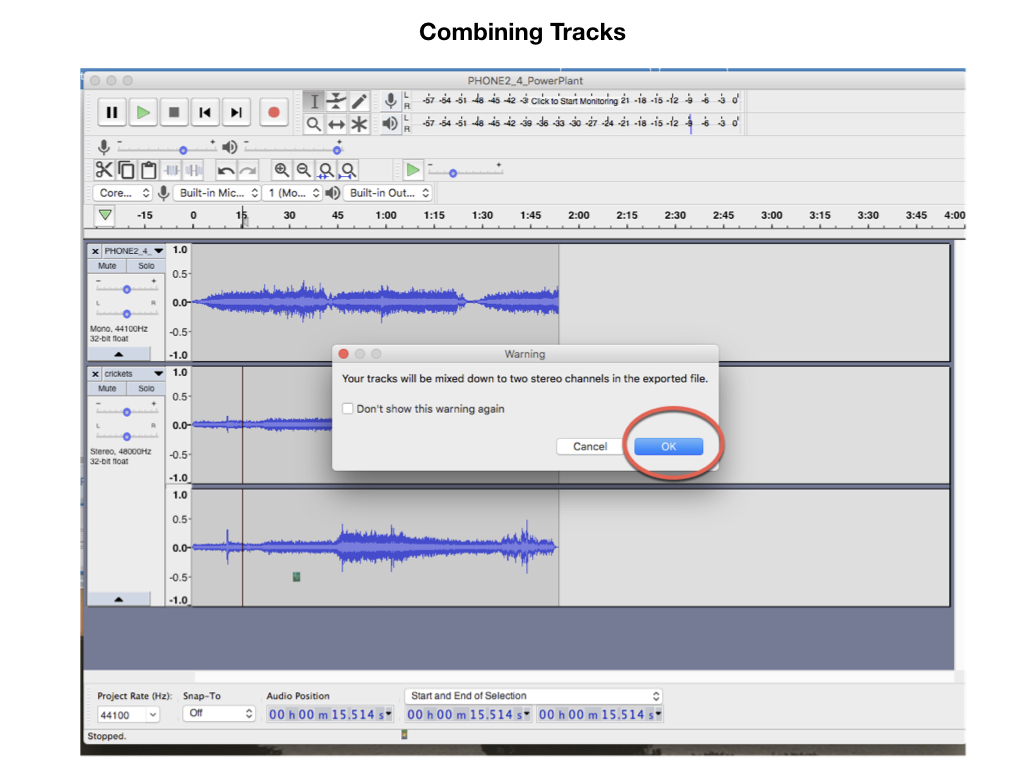 Combining Tracks
PHONE2_4_PowerPlant
L
R
-57 -54 -51 -48 -45 -42 -3 Click to Start Monitoring 21 -18 -15 -12 -9 -6 -3 0
L
R
-57 -54 -51 -48 -45 -42 -39 -36 -33 -30 -27 -24 -21 -18 -15 -12 -9 -6 -3 0
- +
- +
- +
Core... Built-in Mic... 1 (Mo... Built-in Out...
-15 0 15 30 45 1:00 1:15 1:30 1:45 2:00 2:15 2:30 2:45 3:00 3:15 3:30 3:45 4:00
x PHONE2_4_ 1.0
Mute Solo
0.5
- +
0.0
L R
Mono, 44100Hz
-0.5
32-bit float
-1.0
Warning
Your tracks will be mixed down to two stereo channels in the exported file.
Don't show this warning again
Cancel OK
x crickets 1.0
Mute Solo
0.5
- +
0.0
L R
Stereo, 48000Hz
-0.5
32-bit float
-1.0
1.0
0.5
0.0
-0.5
-1.0
Project Rate (Hz): Snap-To Audio Position Start and End of Selection
44100 Off 00 h 00 m 15.514 s 00 h 00 m 15.514 s 00 h 00 m 15.514 s
Stopped.